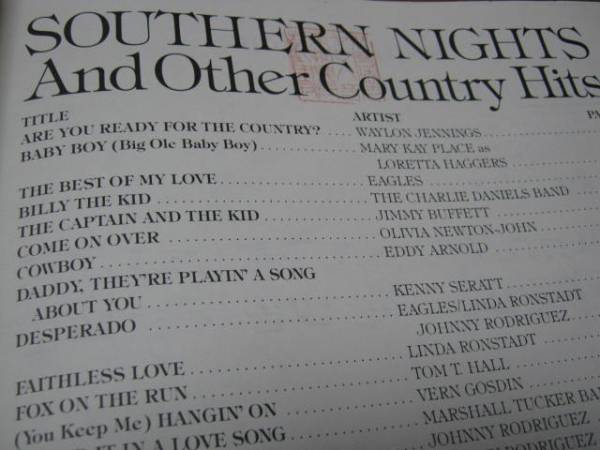 SOUTHERN NIGHTS
And Other Country Hits
TITLE ARTIST
ARE YOU READY FOR THE COUNTRY? .... WAYLON JENNINGS
BABY BOY (Big Ole Baby Boy) .......... MARY KAY PLACE as
LORETTA HAGGERS
THE BEST OF MY LOVE .......... EAGLES
BILLY THE KID .......... THE CHARLIE DANIELS BAND
THE CAPTAIN AND THE KID .......... JIMMY BUFFETT
COME ON OVER .......... OLIVIA NEWTON-JOHN
COWBOY .......... EDDY ARNOLD
DADDY, THEY'RE PLAYIN' A SONG
ABOUT YOU .......... KENNY SERATT
DESPERADO .......... EAGLES/LINDA RONSTADT
JOHNNY RODRIGUEZ
FAITHLESS LOVE .......... LINDA RONSTADT
FOX ON THE RUN .......... TOM T. HALL
(You Keep Me) HANGIN' ON .......... VERN GOSDIN
IN A LOVE SONG .......... MARSHALL TUCKER
JOHNNY RODRIGUEZ
RODRIGUEZ